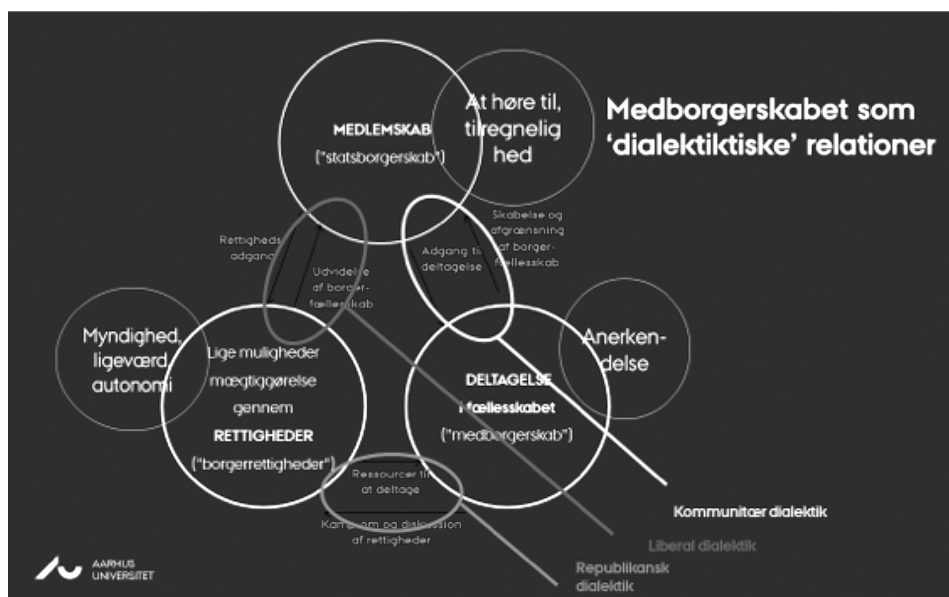 Medborgerskabet som
‘dialektiktiske’ relationer
MEDLEMSKAB
("statsborgerskab")
At høre til,
tilregnelig
hed
Rettigheds
adgang
Udvidelse
af borger-
fællesskab
Adgang til
deltagelse
Skabelse og
afgrænsning
af borger-
fællesskab
Myndighed,
ligeværd,
autonomi
Lige muligheder
mægtiggørelse
gennem
RETTIGHEDER
("borgerrettigheder")
DELTAGELSE
i fællesskabet
("medborgerskab")
Anerken-
delse
Ressourcer til
at deltage
Kamp om og diskussion
af rettigheder
Kommunitær dialektik
Liberal dialektik
Republikansk
dialektik
AARHUS
UNIVERSITET